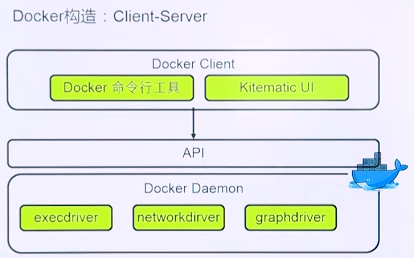 Docker构造：Client-Server
Docker Client
Docker 命令行工具
Kitematic UI
API
Docker Daemon
execdriver
networkdirver
graphdriver